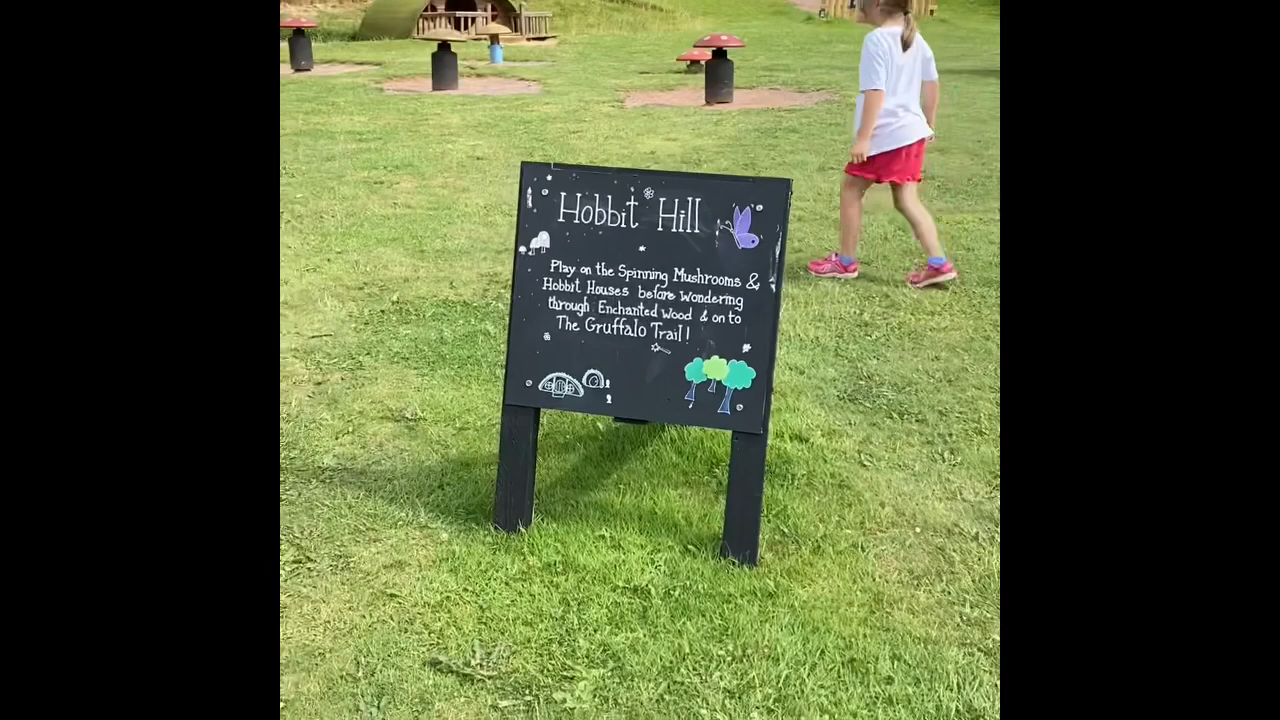 Hobbit Hill
Play on the Spinning Mushrooms &
Hobbit Houses before wondering
through Enchanted Wood & on to
The Gruffalo Trail!